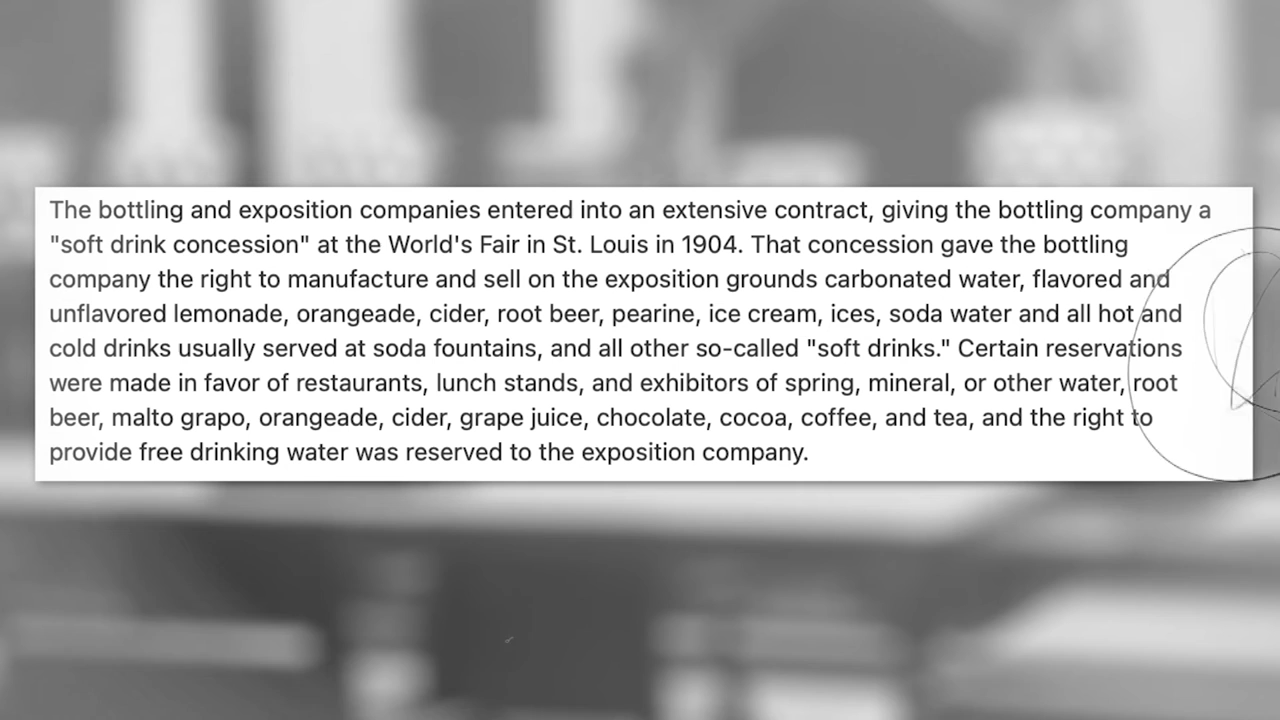 The bottling and exposition companies entered into an extensive contract, giving the bottling company a
"soft drink concession" at the World's Fair in St. Louis in 1904. That concession gave the bottling
company the right to manufacture and sell on the exposition grounds carbonated water, flavored and
unflavored lemonade, orangeade, cider, root beer, pearine, ice cream, ices, soda water and all hot and
cold drinks usually served at soda fountains, and all other so-called "soft drinks." Certain reservations
were made in favor of restaurants, lunch stands, and exhibitors of spring, mineral, or other water, root
beer, malto grapo, orangeade, cider, grape juice, chocolate, cocoa, coffee, and tea, and the right to
provide free drinking water was reserved to the exposition company.